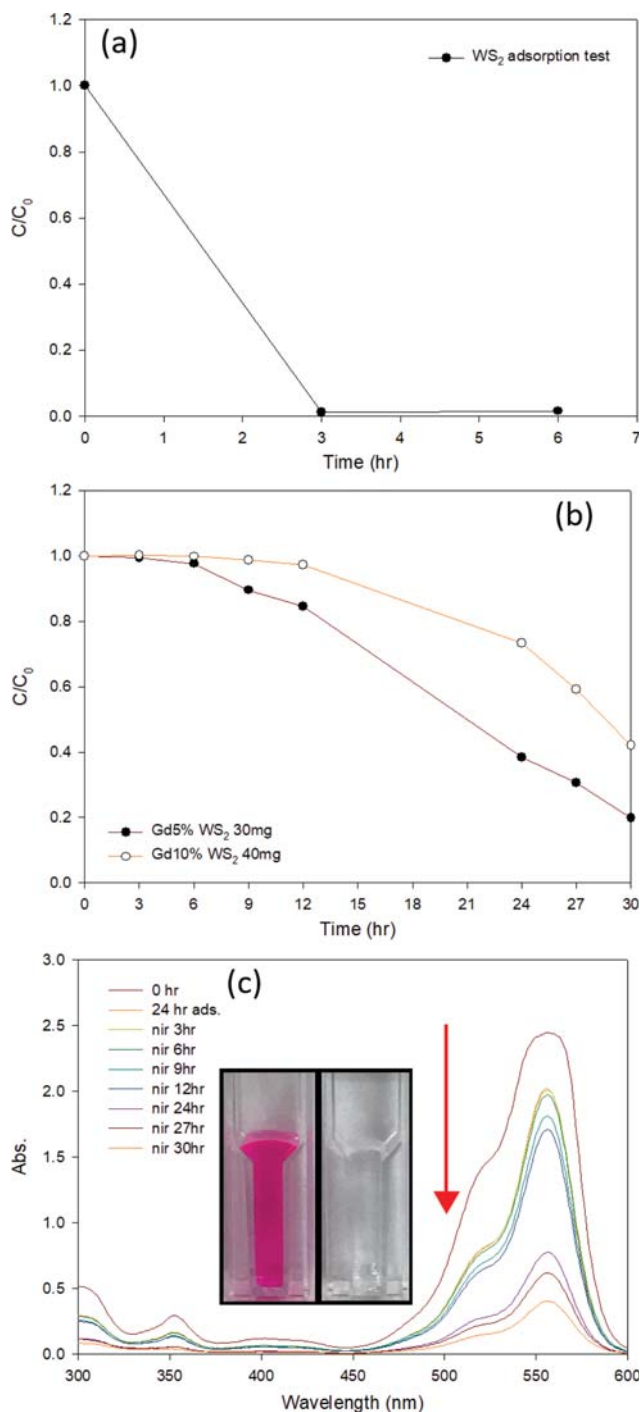 (a)
WS₂ adsorption test
1.2
1.0
0.8
0.6
0.4
0.2
0.0
C/C₀
0 1 2 3 4 5 6 7
Time (hr)
(b)
1.2
1.0
0.8
0.6
0.4
0.2
0.0
C/C₀
Gd5% WS₂ 30mg
Gd10% WS₂ 40mg
0 3 6 9 12 15 18 21 24 27 30
Time (hr)
(c)
3.0
2.5
2.0
1.5
1.0
0.5
0.0
Abs.
0 hr
24 hr ads.
nir 3hr
nir 6hr
nir 9hr
nir 12hr
nir 24hr
nir 27hr
nir 30hr
300 350 400 450 500 550 600
Wavelength (nm)